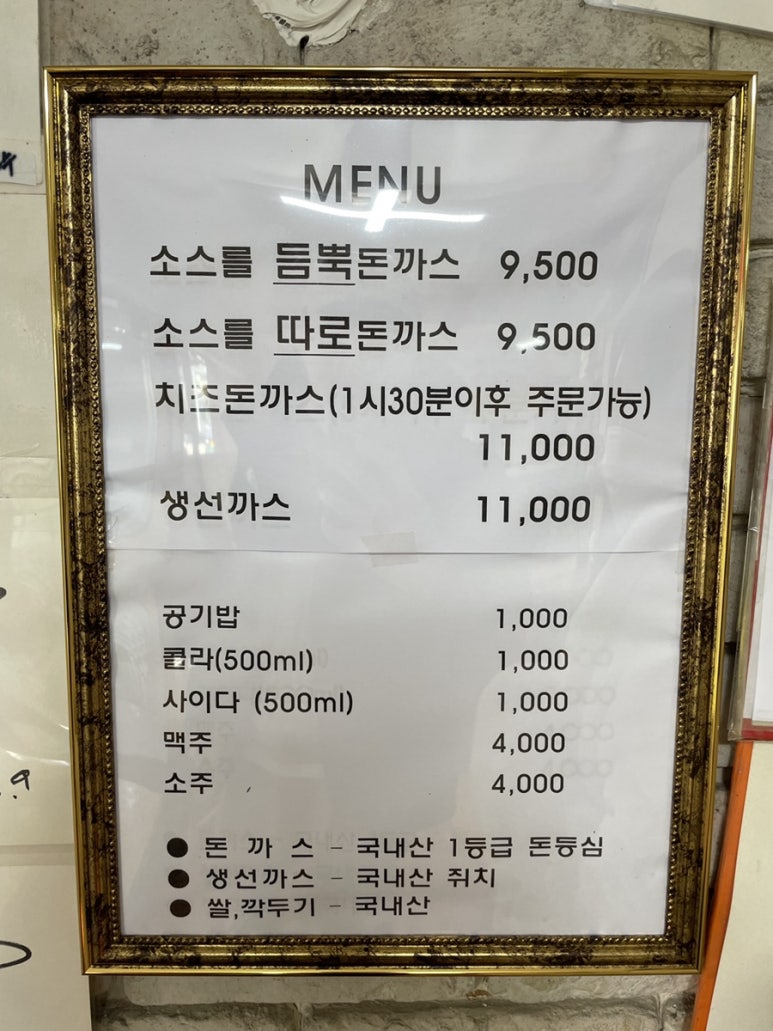 MENU
소스를 듬뿍돈까스 9,500
소스를 따로돈까스 9,500
치즈돈까스(1시30분이후 주문가능)
11,000
생선까스 11,000
공기밥 1,000
콜라(500ml) 1,000
사이다 (500ml) 1,000
맥주 4,000
소주 4,000
● 돈 까 스 - 국내산 1등급 돈등심
● 생선까스 - 국내산 쥐치
● 쌀,깍두기 - 국내산